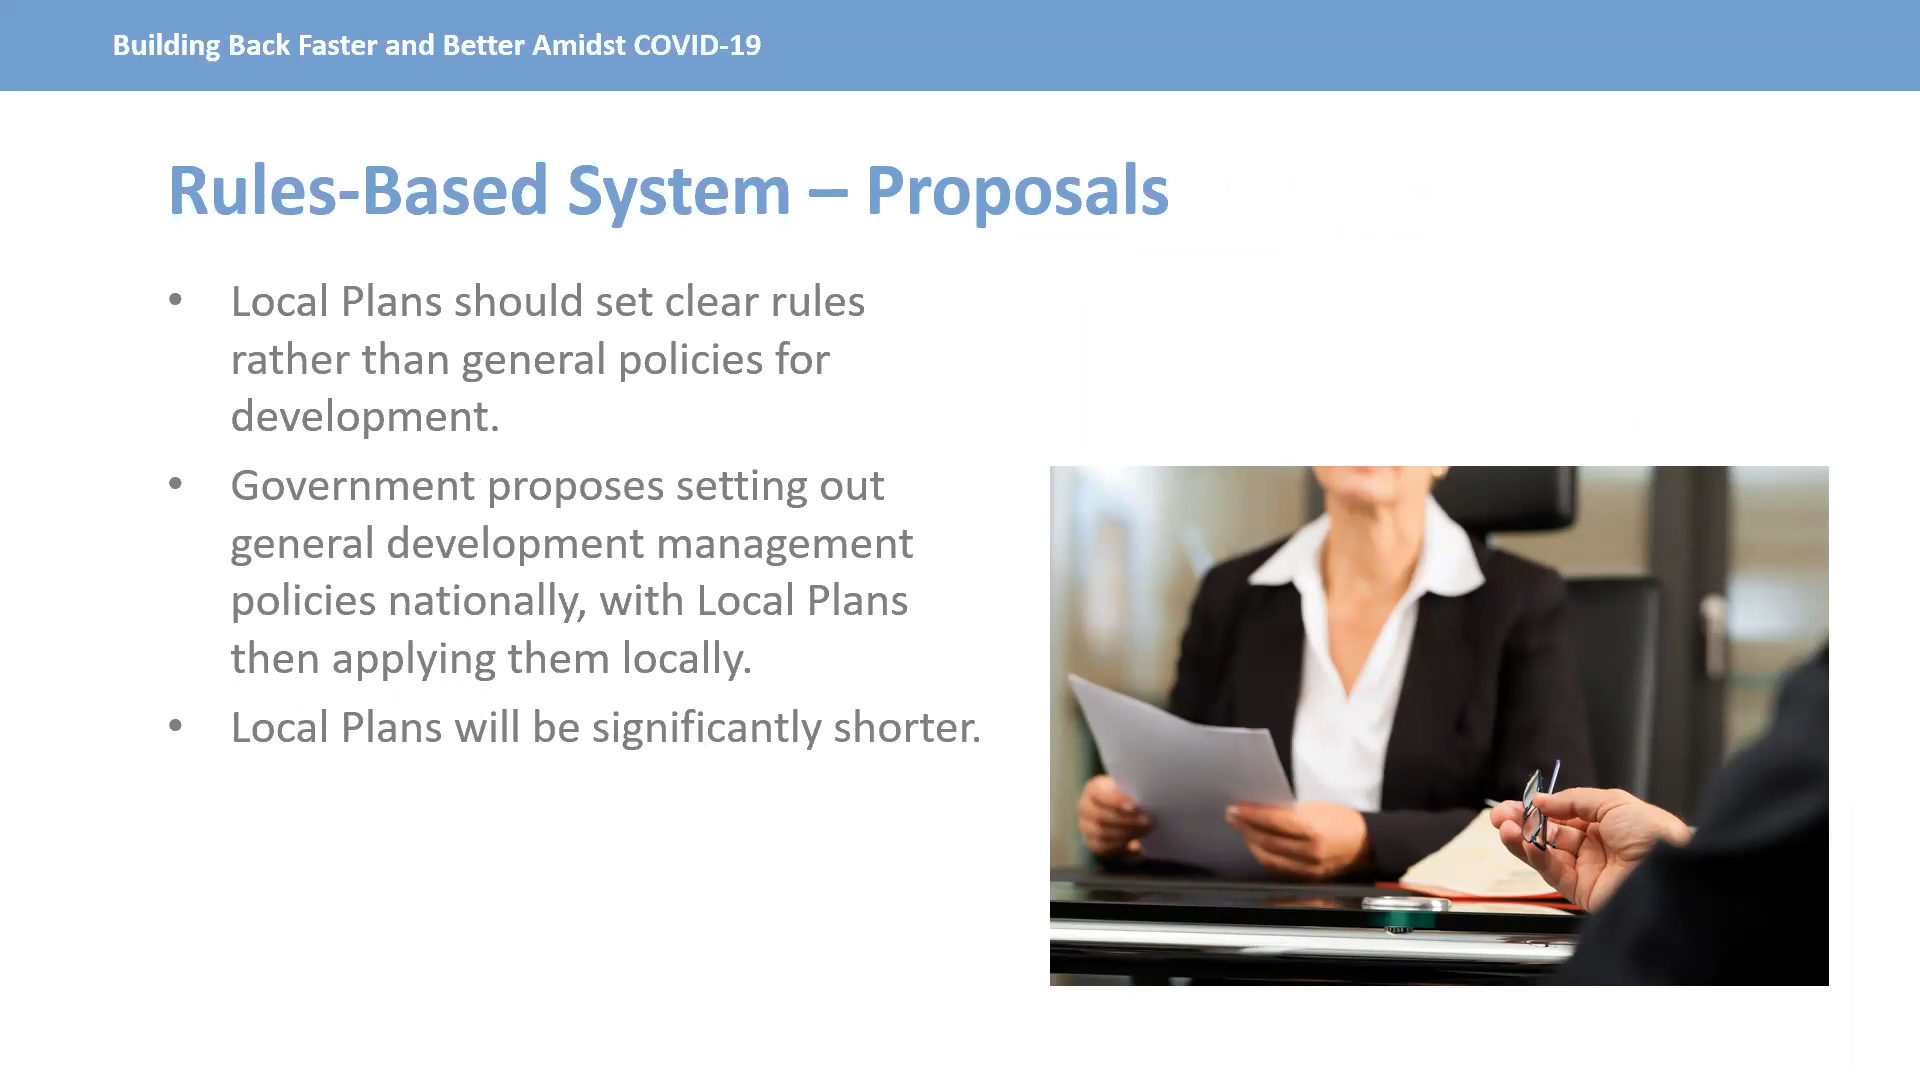 Building Back Faster and Better Amidst COVID-19
Rules-Based System – Proposals
• Local Plans should set clear rules
rather than general policies for
development.
• Government proposes setting out
general development management
policies nationally, with Local Plans
then applying them locally.
• Local Plans will be significantly shorter.